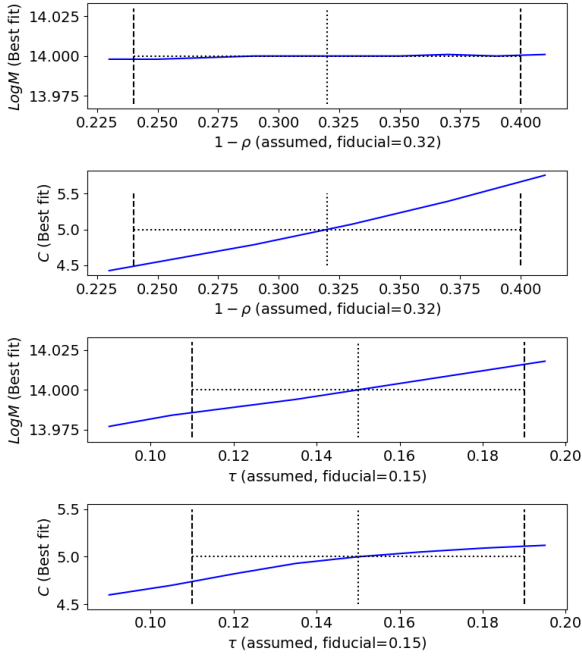 LogM (Best fit)
14.025
14.000
13.975
0.225 0.250 0.275 0.300 0.325 0.350 0.375 0.400
1 − ρ (assumed, fiducial=0.32)
C (Best fit)
5.5
5.0
4.5
0.225 0.250 0.275 0.300 0.325 0.350 0.375 0.400
1 − ρ (assumed, fiducial=0.32)
LogM (Best fit)
14.025
14.000
13.975
0.10 0.12 0.14 0.16 0.18 0.20
τ (assumed, fiducial=0.15)
C (Best fit)
5.5
5.0
4.5
0.10 0.12 0.14 0.16 0.18 0.20
τ (assumed, fiducial=0.15)